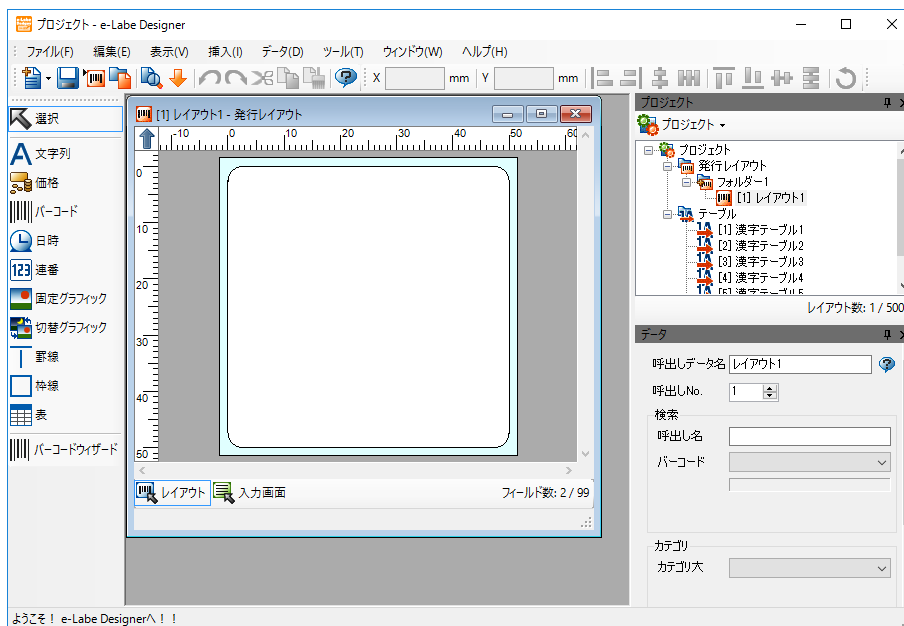 プロジェクト - e-Labe Designer
ファイル(F) 編集(E) 表示(V) 挿入(I) データ(D) ツール(T) ウィンドウ(W) ヘルプ(H)
X mm Y mm
選択
文字列
価格
バーコード
日時
123 連番
固定グラフィック
切替グラフィック
罫線
枠線
表
バーコードウィザード
[1] レイアウト1 - 発行レイアウト
-10 0 10 20 30 40 50 60
0
10
20
30
40
50
レイアウト 入力画面 フィールド数: 2 / 99
プロジェクト
プロジェクト
プロジェクト
発行レイアウト
フォルダー1
[1] レイアウト1
テーブル
[1] 漢字テーブル1
[2] 漢字テーブル2
[3] 漢字テーブル3
[4] 漢字テーブル4
[5] 漢字テーブル5
レイアウト数: 1 / 500
データ
呼出しデータ名 レイアウト1
呼出しNo. 1
検索
呼出し名
バーコード
カテゴリ
カテゴリ大
ようこそ！ e-Labe Designerへ！！